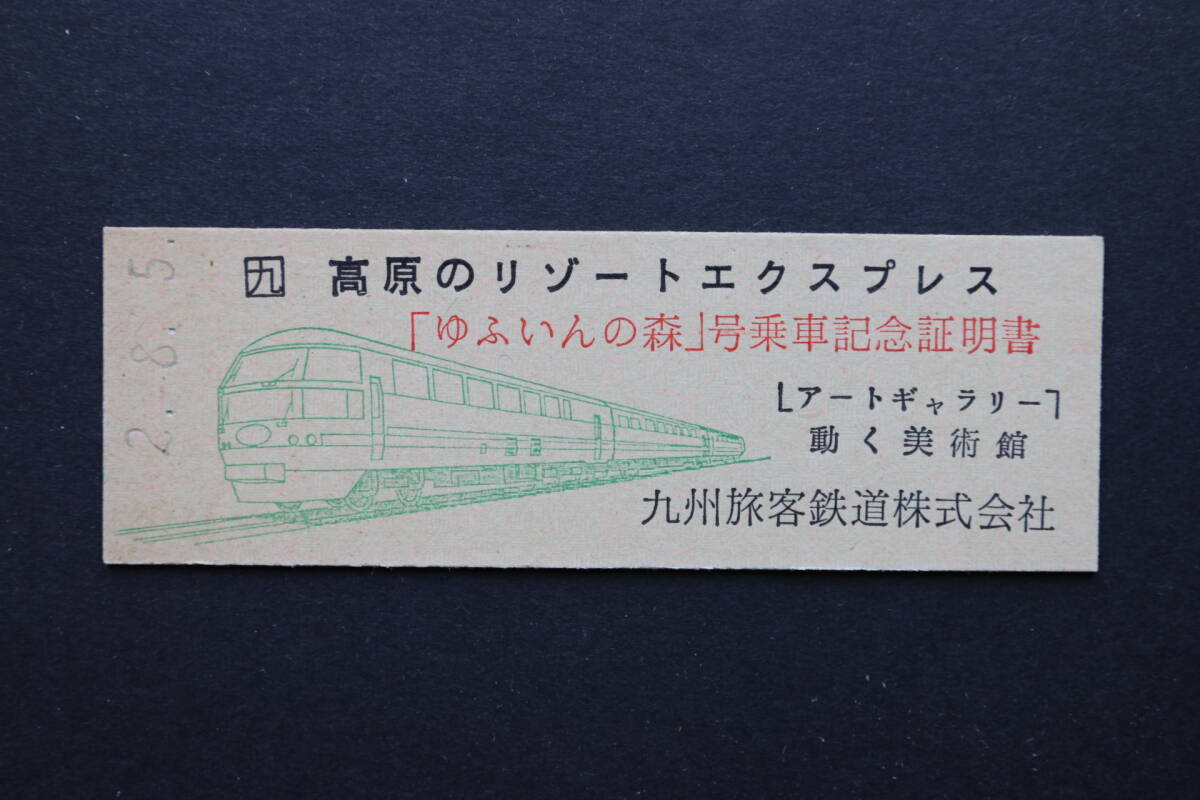 2.-8.-5.
九 高原のリゾートエクスプレス
「ゆふいんの森」号乗車記念証明書
アートギャラリー
動く美術館
九州旅客鉄道株式会社